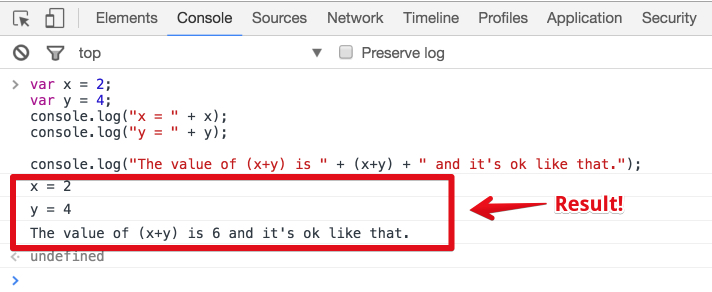 Elements Console Sources Network Timeline Profiles Application Security
top Preserve log
var x = 2;
var y = 4;
console.log("x = " + x);
console.log("y = " + y);
console.log("The value of (x+y) is " + (x+y) + " and it's ok like that.");
x = 2
y = 4
Result!
The value of (x+y) is 6 and it's ok like that.
undefined